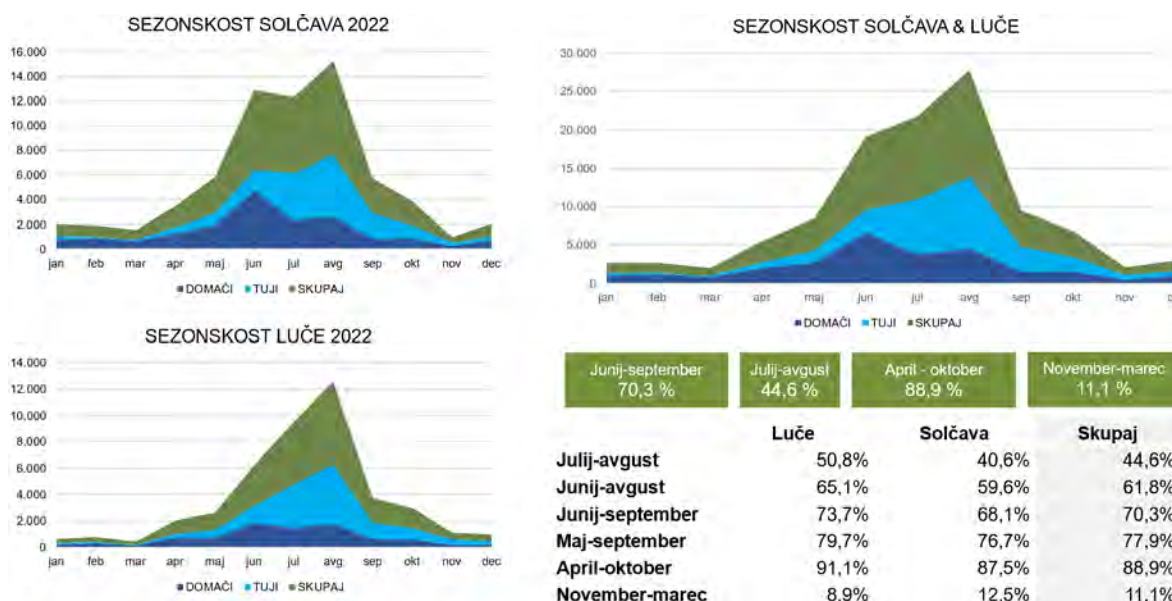 SEZONSKOST SOLČAVA 2022
16.000
14.000
12.000
10.000
8.000
6.000
4.000
2.000
0
jan feb mar apr maj jun jul avg sep okt nov dec
DOMAČI TUJI SKUPAJ
SEZONSKOST LUČE 2022
14.000
12.000
10.000
8.000
6.000
4.000
2.000
0
jan feb mar apr maj jun jul avg sep okt nov dec
DOMAČI TUJI SKUPAJ
SEZONSKOST SOLČAVA & LUČE
30.000
25.000
20.000
15.000
10.000
5.000
0
jan feb mar apr maj jun jul avg sep okt nov
DOMAČI TUJI SKUPAJ
Junij-september
70,3 %
Julij-avgust
44,6 %
April - oktober
88,9 %
November-marec
11,1 %
Luče Solčava Skupaj
Julij-avgust 50,8% 40,6% 44,6%
Junij-avgust 65,1% 59,6% 61,8%
Junij-september 73,7% 68,1% 70,3%
Maj-september 79,7% 76,7% 77,9%
April-oktober 91,1% 87,5% 88,9%
November-marec 8,9% 12,5% 11,1%